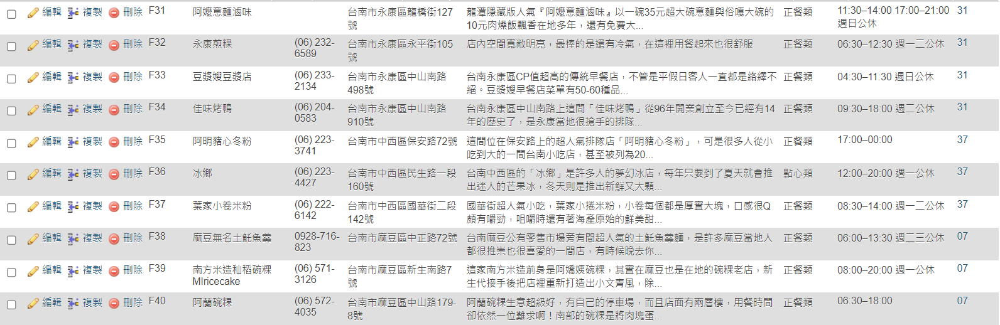 編輯 複製 刪除 F31 阿嬤意麵滷味 台南市永康區龍橋街127 龍潭隱藏版人氣『阿嬤意麵滷味』以一碗35元超大碗意麵與俗嘎大碗的 正餐類 11:30–14:00 17:00–21:00 31
號 10元肉燥飯飄香在地多年，還有免費大... 週日公休
編輯 複製 刪除 F32 永康煎粿 (06) 232- 台南市永康區永平街105 店內空間寬敞明亮，最棒的是還有冷氣，在這裡用餐起來也很舒服 正餐類 06:30–12:30 週一二公休 31
6589 號
編輯 複製 刪除 F33 豆漿嫂豆漿店 (06) 233- 台南市永康區中山南路 台南永康區CP值超高的傳統早餐店，不管是平假日客人一直都是絡繹不 正餐類 04:30–11:30 週日公休 31
2134 498號 絕。豆漿嫂早餐店菜單有50-60種品...
編輯 複製 刪除 F34 佳味烤鴨 (06) 204- 台南市永康區中山南路 台南永康區中山南路上這間「佳味烤鴨」從96年開業創立至今已經有14 正餐類 09:30–18:00 週二公休 31
0583 910號 年的歷史了，是永康當地很搶手的排隊...
編輯 複製 刪除 F35 阿明豬心冬粉 (06) 223- 台南市中西區保安路72號 這間位在保安路上的超人氣排隊店「阿明豬心冬粉」，可是很多人從小 正餐類 17:00–00:00 37
3741 吃到大的一間台南小吃店，甚至被列為20...
編輯 複製 刪除 F36 冰鄉 (06) 223- 台南市中西區民生路一段 台南中西區的「冰鄉」是許多人的夢幻冰店，每年只要到了夏天就會推 點心類 12:00–20:00 週一公休 37
4427 160號 出迷人的芒果冰，冬天則是推出新鮮又大顆...
編輯 複製 刪除 F37 葉家小卷米粉 (06) 222- 台南市中西區國華街二段 國華街超人氣小吃，葉家小捲米粉，小卷每個都是厚實大塊，口感很Q 正餐類 08:30–14:00 週一二公休 37
6142 142號 頗有嚼勁，咀嚼時還有著海產原始的鮮美甜...
編輯 複製 刪除 F38 麻豆無名土魠魚羹 0928-716- 台南市麻豆區中正路72號 台南麻豆公有零售市場旁有間超人氣的土魠魚羹麵，是許多麻豆當地人 正餐類 06:00–13:30 週二三公休 07
823 都很推崇也很喜愛的一間店，有時候晚去你...
編輯 複製 刪除 F39 南方米造秈稻碗粿 (06) 571- 台南市麻豆區新生南路7 這家南方米造前身是阿嬌姨碗粿，其實在麻豆也是在地的碗粿老店，新 正餐類 08:00–20:00 週一公休 07
MIricecake 3126 號 生代接手後把店裡重新打造出小文青風，除...
編輯 複製 刪除 F40 阿蘭碗粿 (06) 572- 台南市麻豆區中山路179- 阿蘭碗粿生意超級好，有自己的停車場，而且店面有兩層樓，用餐時間 正餐類 06:30–18:00 07
4035 8號 卻依然一位難求啊！南部的碗粿是將肉塊蛋...